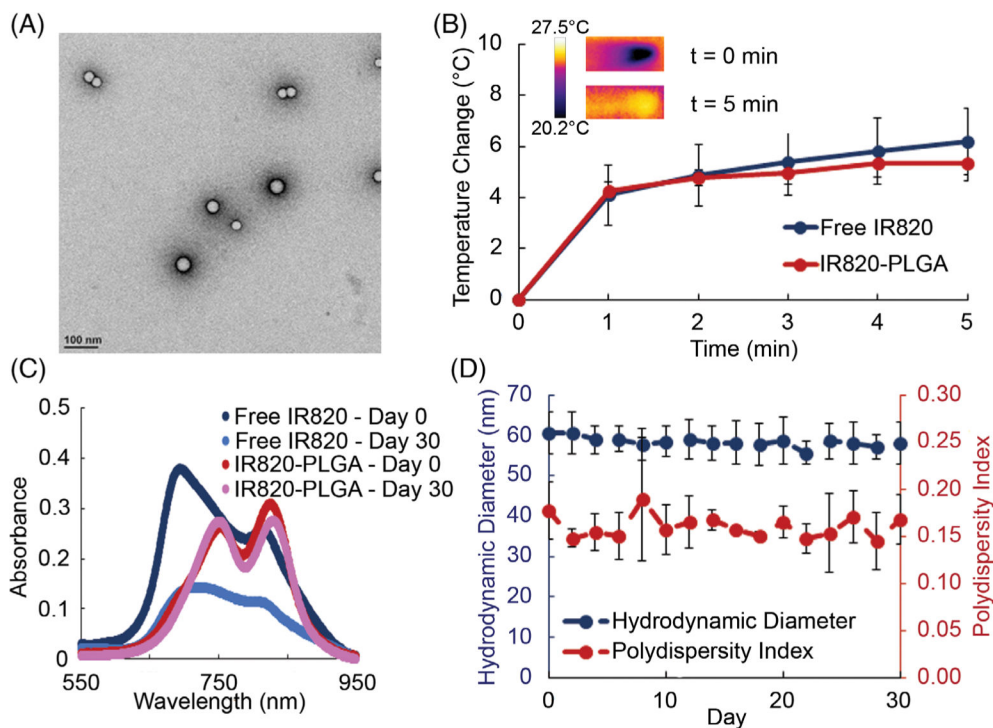 (A)
100 nm
(B)
Temperature Change (°C)
10
8
6
4
2
0
27.5°C
20.2°C
t = 0 min
t = 5 min
Free IR820
IR820-PLGA
0 1 2 3 4 5
Time (min)
(C)
Absorbance
0.5
0.4
0.3
0.2
0.1
0
Free IR820 - Day 0
Free IR820 - Day 30
IR820-PLGA - Day 0
IR820-PLGA - Day 30
550 750 950
Wavelength (nm)
(D)
Hydrodynamic Diameter (nm)
70
60
50
40
30
20
10
0
Hydrodynamic Diameter
Polydispersity Index
0.30
0.25
0.20
0.15
0.10
0.15
0.05
0.00
Polydispersity Index
0 10 20 30
Day